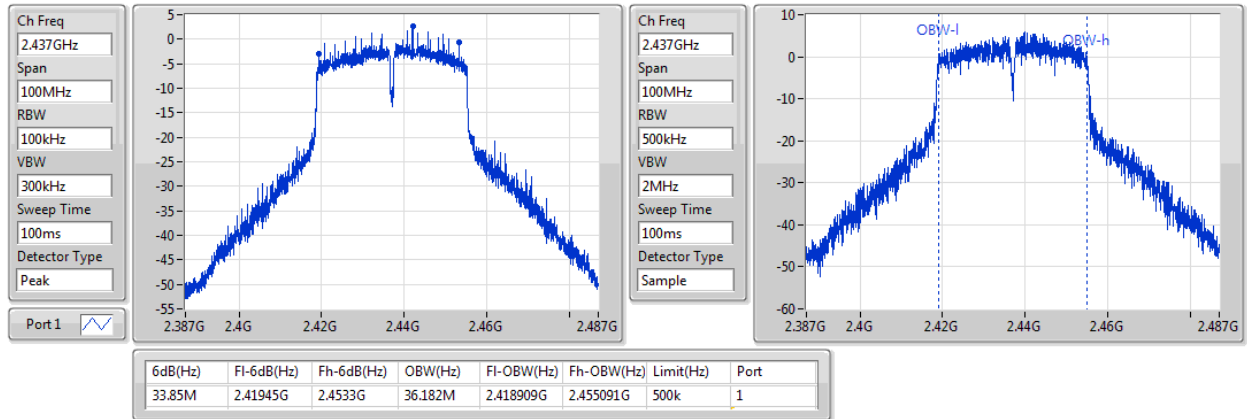 Ch Freq
2.437GHz
Span
100MHz
RBW
100kHz
VBW
300kHz
Sweep Time
100ms
Detector Type
Peak
Port 1
5
0
-5
-10
-15
-20
-25
-30
-35
-40
-45
-50
-55
2.387G 2.4G 2.42G 2.44G 2.46G 2.487G
Ch Freq
2.437GHz
Span
100MHz
RBW
500kHz
VBW
2MHz
Sweep Time
100ms
Detector Type
Sample
10
0
-10
-20
-30
-40
-50
-60
OBW-l
OBW-h
2.387G 2.4G 2.42G 2.44G 2.46G 2.487G
6dB(Hz) Fl-6dB(Hz) Fh-6dB(Hz) OBW(Hz) Fl-OBW(Hz) Fh-OBW(Hz) Limit(Hz) Port
33.85M 2.41945G 2.4533G 36.182M 2.418909G 2.455091G 500k 1